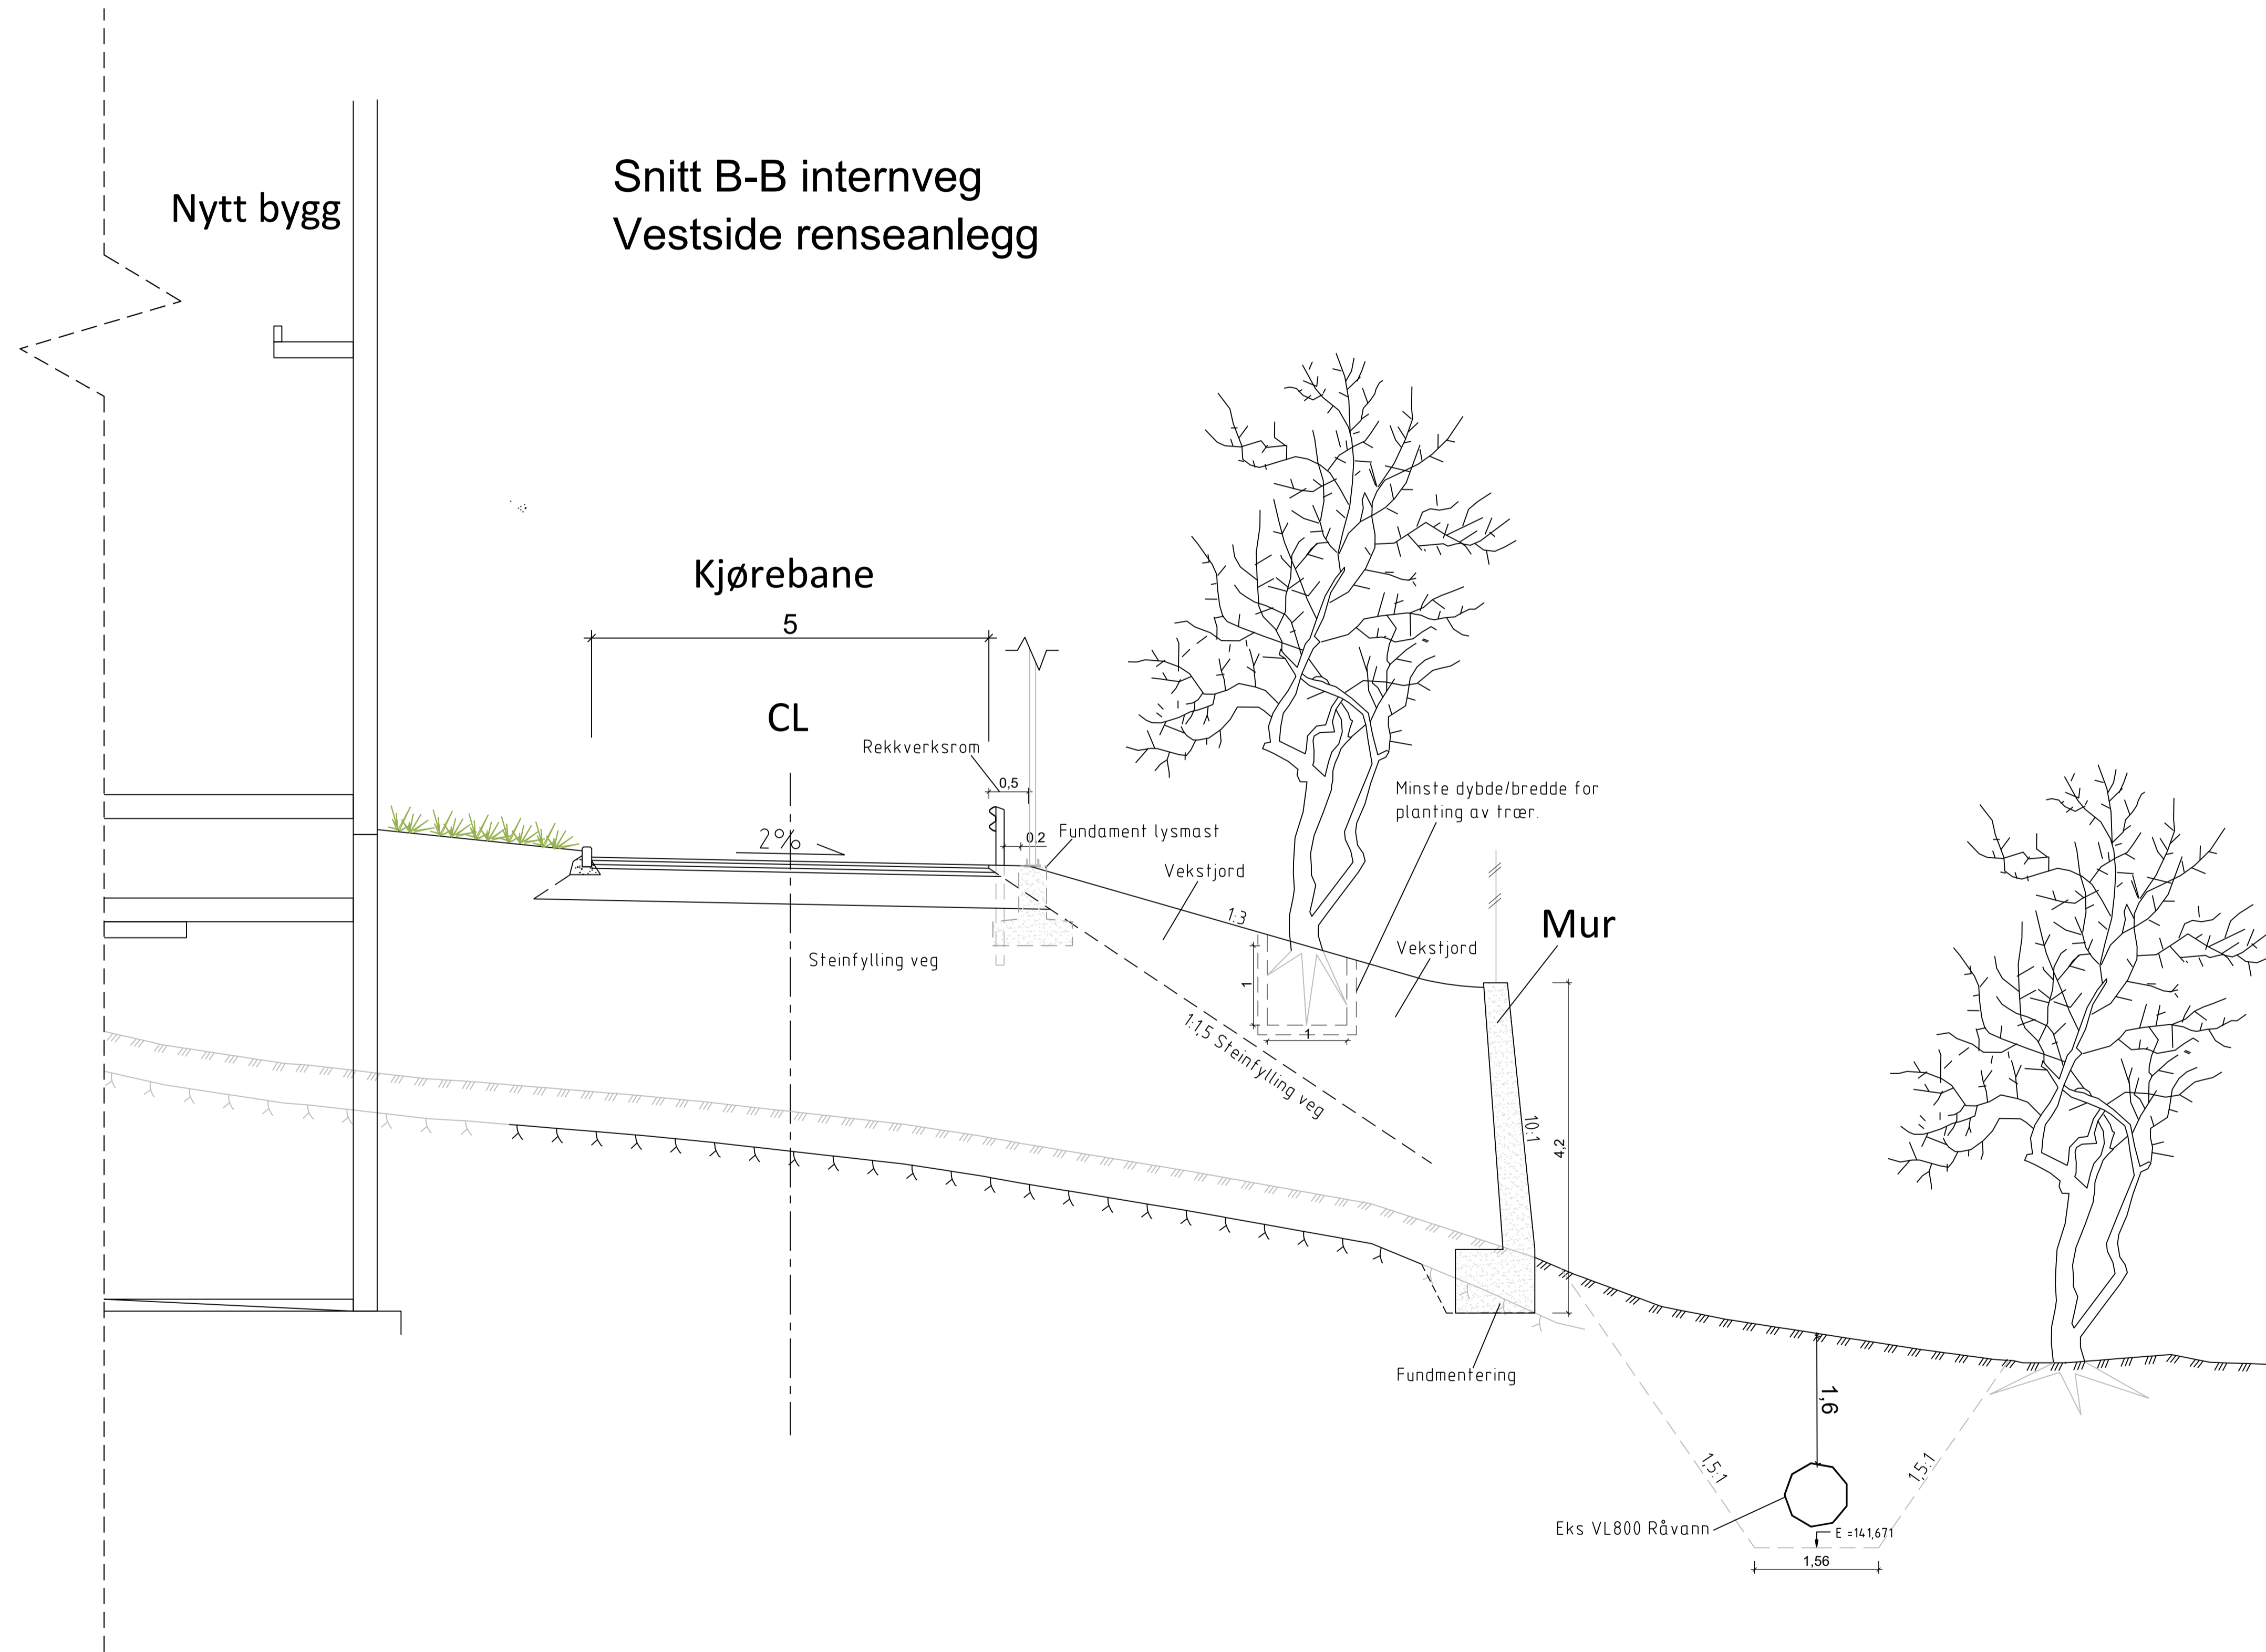 Snitt B-B internveg
Vestside renseanlegg
Nytt bygg
Kjørebane
5
CL
Rekkverksrom
0,5
0,2
Fundament lysmast
2%
Vekstjord
Minste dybde/bredde for
planting av trær.
1:3
Mur
Vekstjord
Steinfylling veg
1
1
1:1,5 Steinfylling veg
10:1
4,2
Fundmentering
1,6
1,5:1
1,5:1
Eks VL800 Råvann
E =141,671
1,56